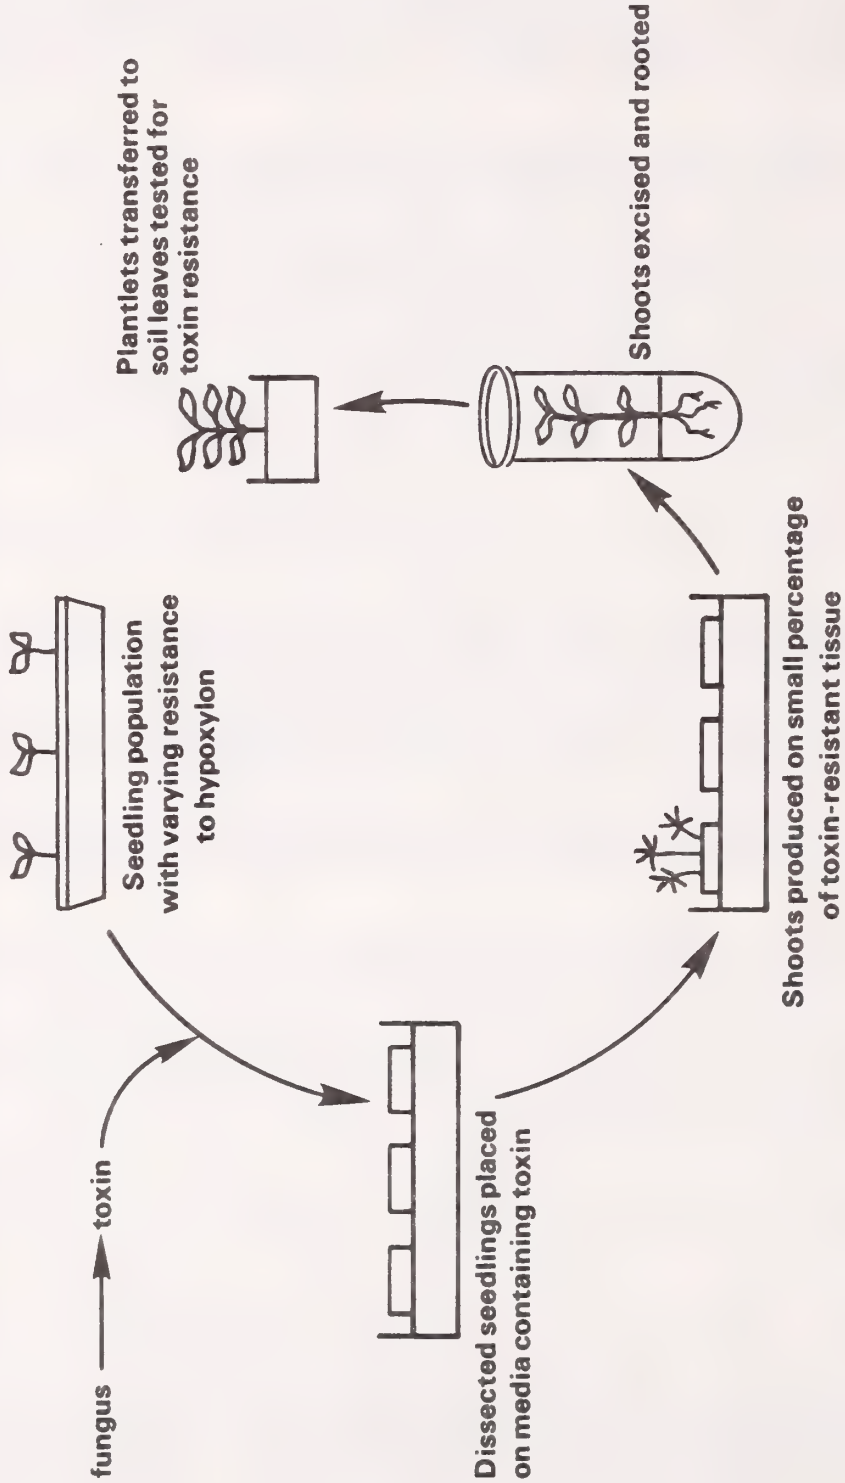 fungus
toxin
Seedling population
with varying resistance
to hypoxylon
Dissected seedlings placed
on media containing toxin
Shoots produced on small percentage
of toxin-resistant tissue
Shoots excised and rooted
Plantlets transferred to
soil leaves tested for
toxin resistance